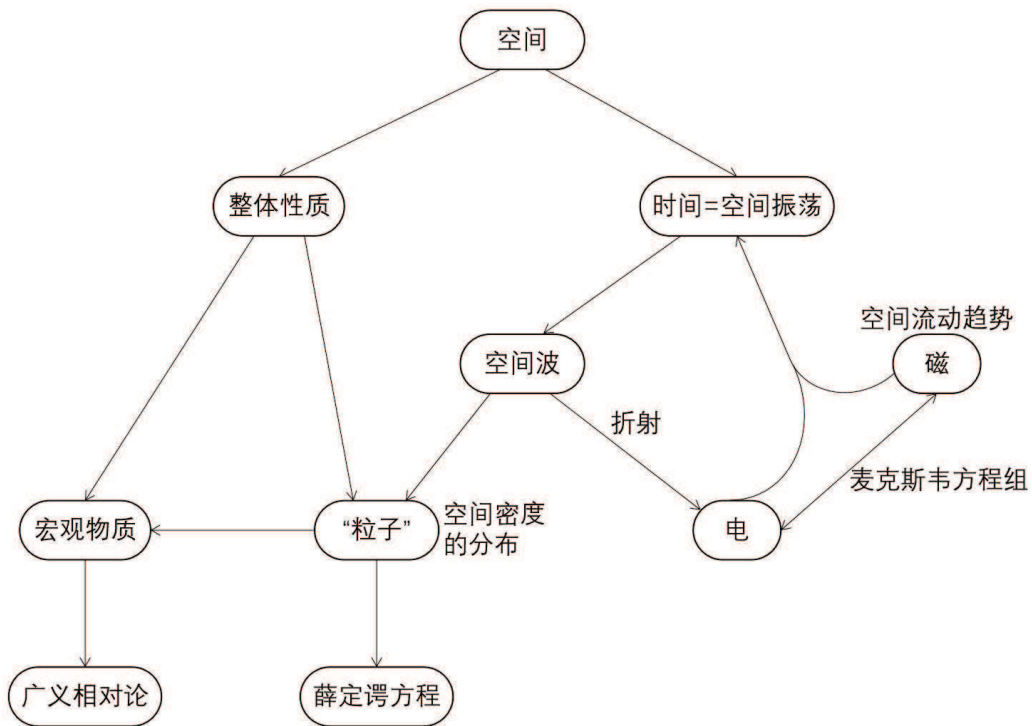 空间
整体性质
时间=空间振荡
空间流动趋势
空间波
磁
折射
麦克斯韦方程组
宏观物质
“粒子”
空间密度
的分布
电
广义相对论
薛定谔方程